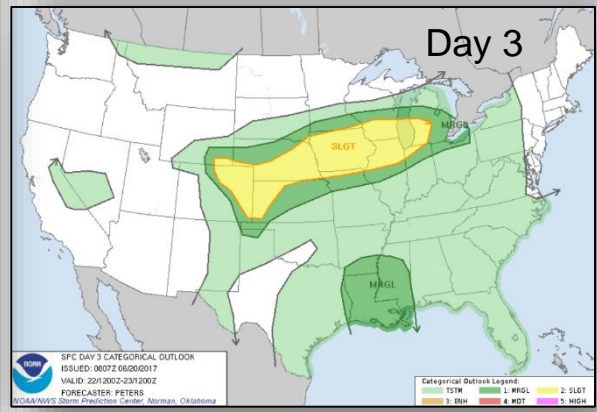 Day 3
MRGL
SLGT
MRGL
NOAA
SPC DAY 3 CATEGORICAL OUTLOOK
ISSUED: 0807Z 06/20/2017
VALID: 22/1200Z-23/1200Z
FORECASTER: PETERS
NOAA/NWS Storm Prediction Center, Norman, Oklahoma
Categorical Outlook Legend:
TSTM 1: MRGL 2: SLGT
3: ENH 4: MDT 5: HIGH